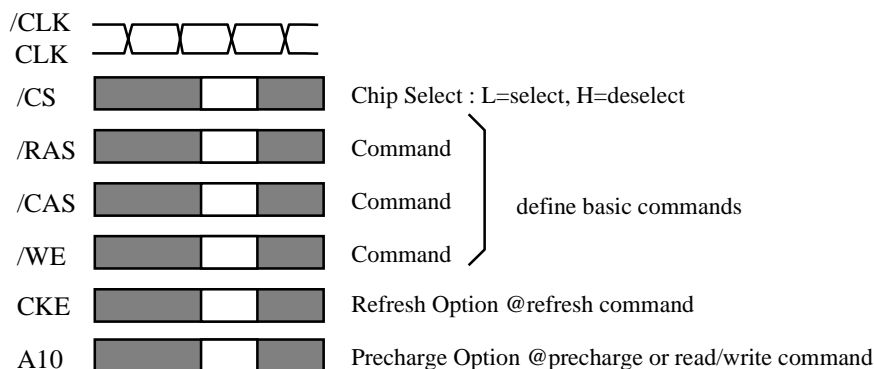 /CLK
CLK
/CS Chip Select : L=select, H=deselect
/RAS Command
/CAS Command define basic commands
/WE Command
CKE Refresh Option @refresh command
A10 Precharge Option @precharge or read/write command